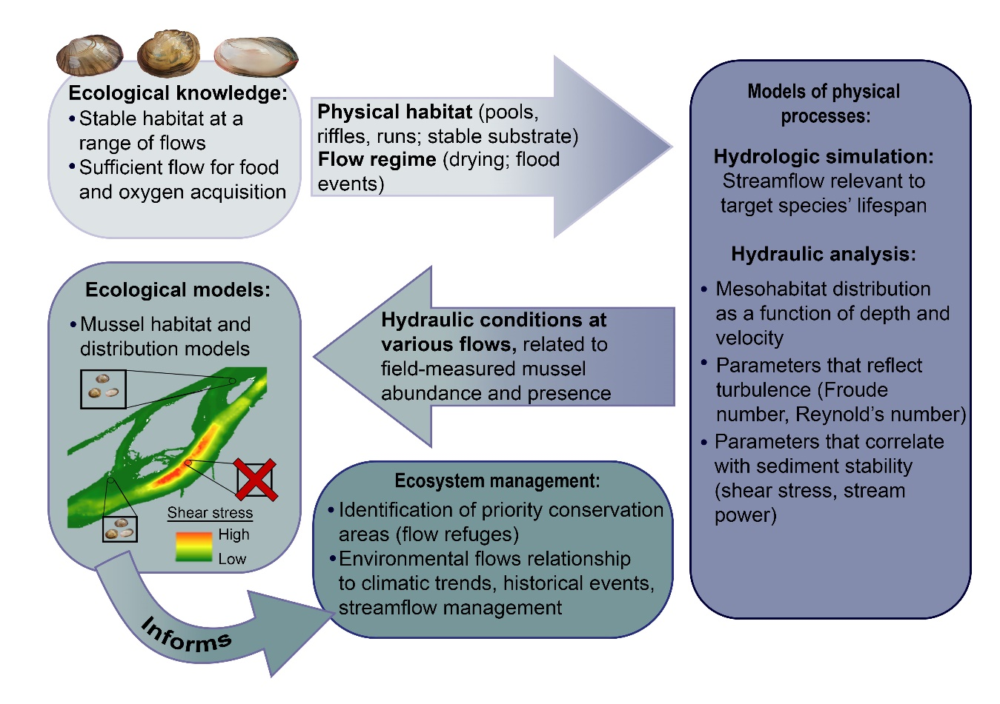 Ecological knowledge:
• Stable habitat at a
range of flows
• Sufficient flow for food
and oxygen acquisition
Physical habitat (pools,
riffles, runs; stable substrate)
Flow regime (drying; flood
events)
Models of physical
processes:
Hydrologic simulation:
Streamflow relevant to
target species’ lifespan
Hydraulic analysis:
• Mesohabitat distribution
as a function of depth and
velocity
• Parameters that reflect
turbulence (Froude
number, Reynold’s number)
• Parameters that correlate
with sediment stability
(shear stress, stream
power)
Hydraulic conditions at
various flows, related to
field-measured mussel
abundance and presence
Ecological models:
• Mussel habitat and
distribution models
Shear stress
High
Low
Informs
Ecosystem management:
• Identification of priority conservation
areas (flow refuges)
• Environmental flows relationship
to climatic trends, historical events,
streamflow management